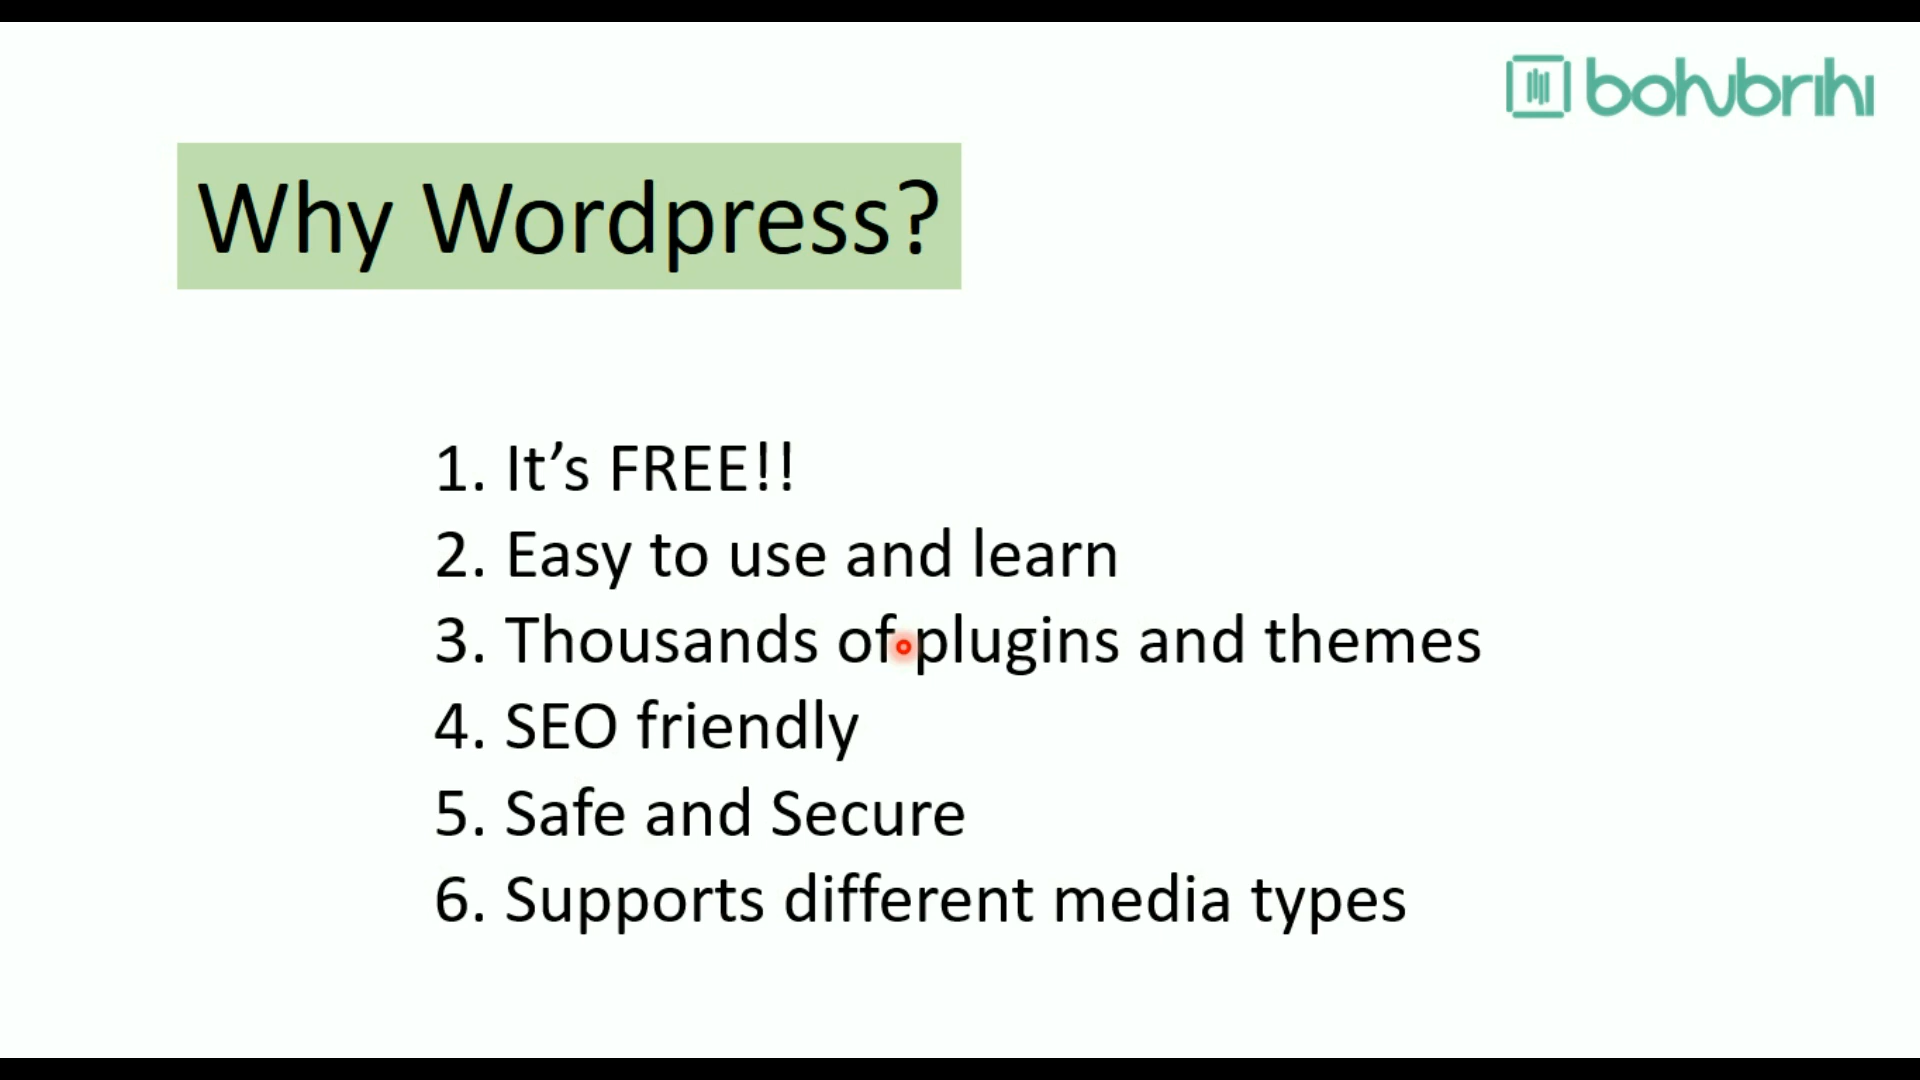 bohubrihi
Why Wordpress?
1. It’s FREE!!
2. Easy to use and learn
3. Thousands of plugins and themes
4. SEO friendly
5. Safe and Secure
6. Supports different media types